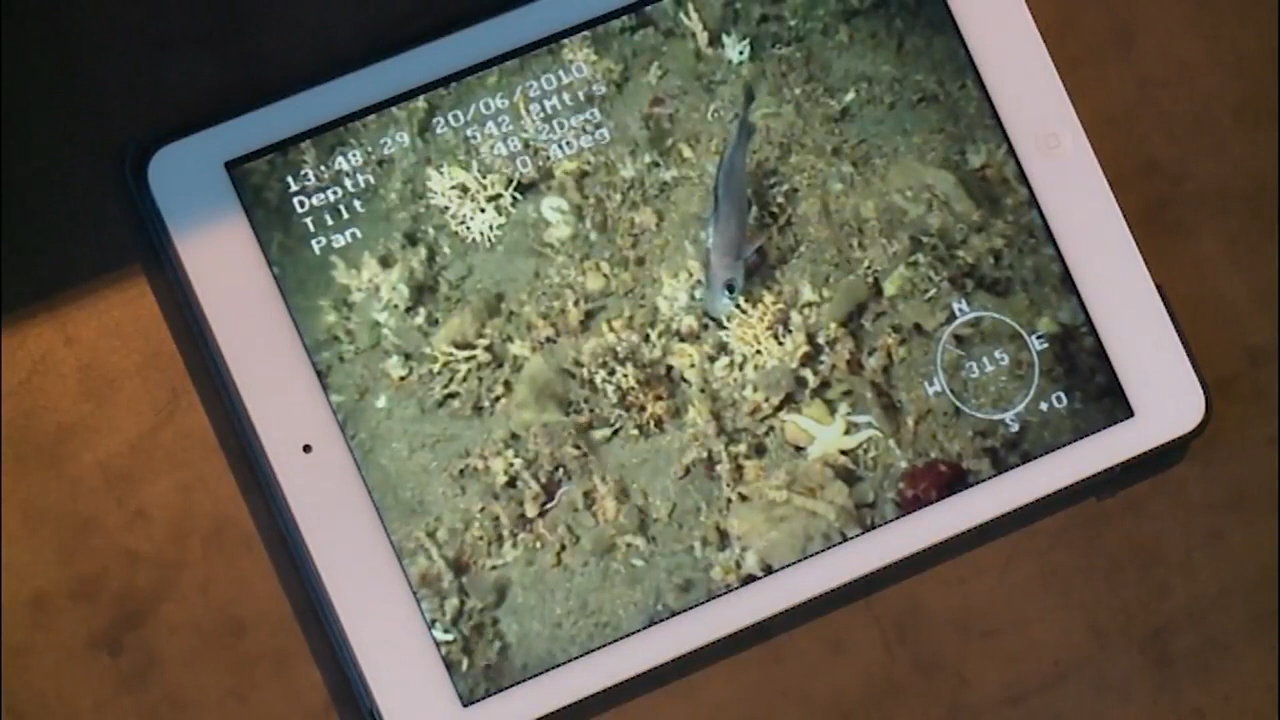 13:48:29 20/06/2010
Depth 542.2Mtrs
Tilt -48.2Deg
Pan 0.4Deg
N
E
315
W
S
+0